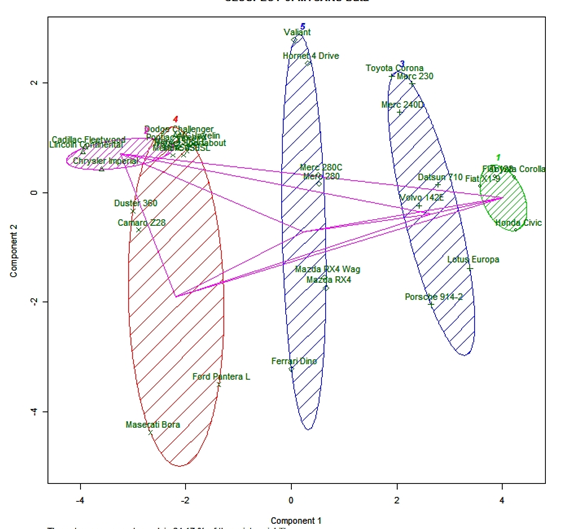 5
Valiant
Hornet 4 Drive
3
Toyota Corona
Merc 230
Merc 240D
4
Dodge Challenger
Cadillac Fleetwood
Lincoln Continental
Chrysler Imperial
1
Toyota Corolla
Fiat X1-9
Honda Civic
Merc 280C
Merc 280
Datsun 710
Volvo 142E
Duster 360
Camaro Z28
Lotus Europa
Mazda RX4 Wag
Mazda RX4
Porsche 914-2
Ferrari Dino
Ford Pantera L
Maserati Bora
2
0
-2
-4
Component 2
-4 -2 0 2 4
Component 1